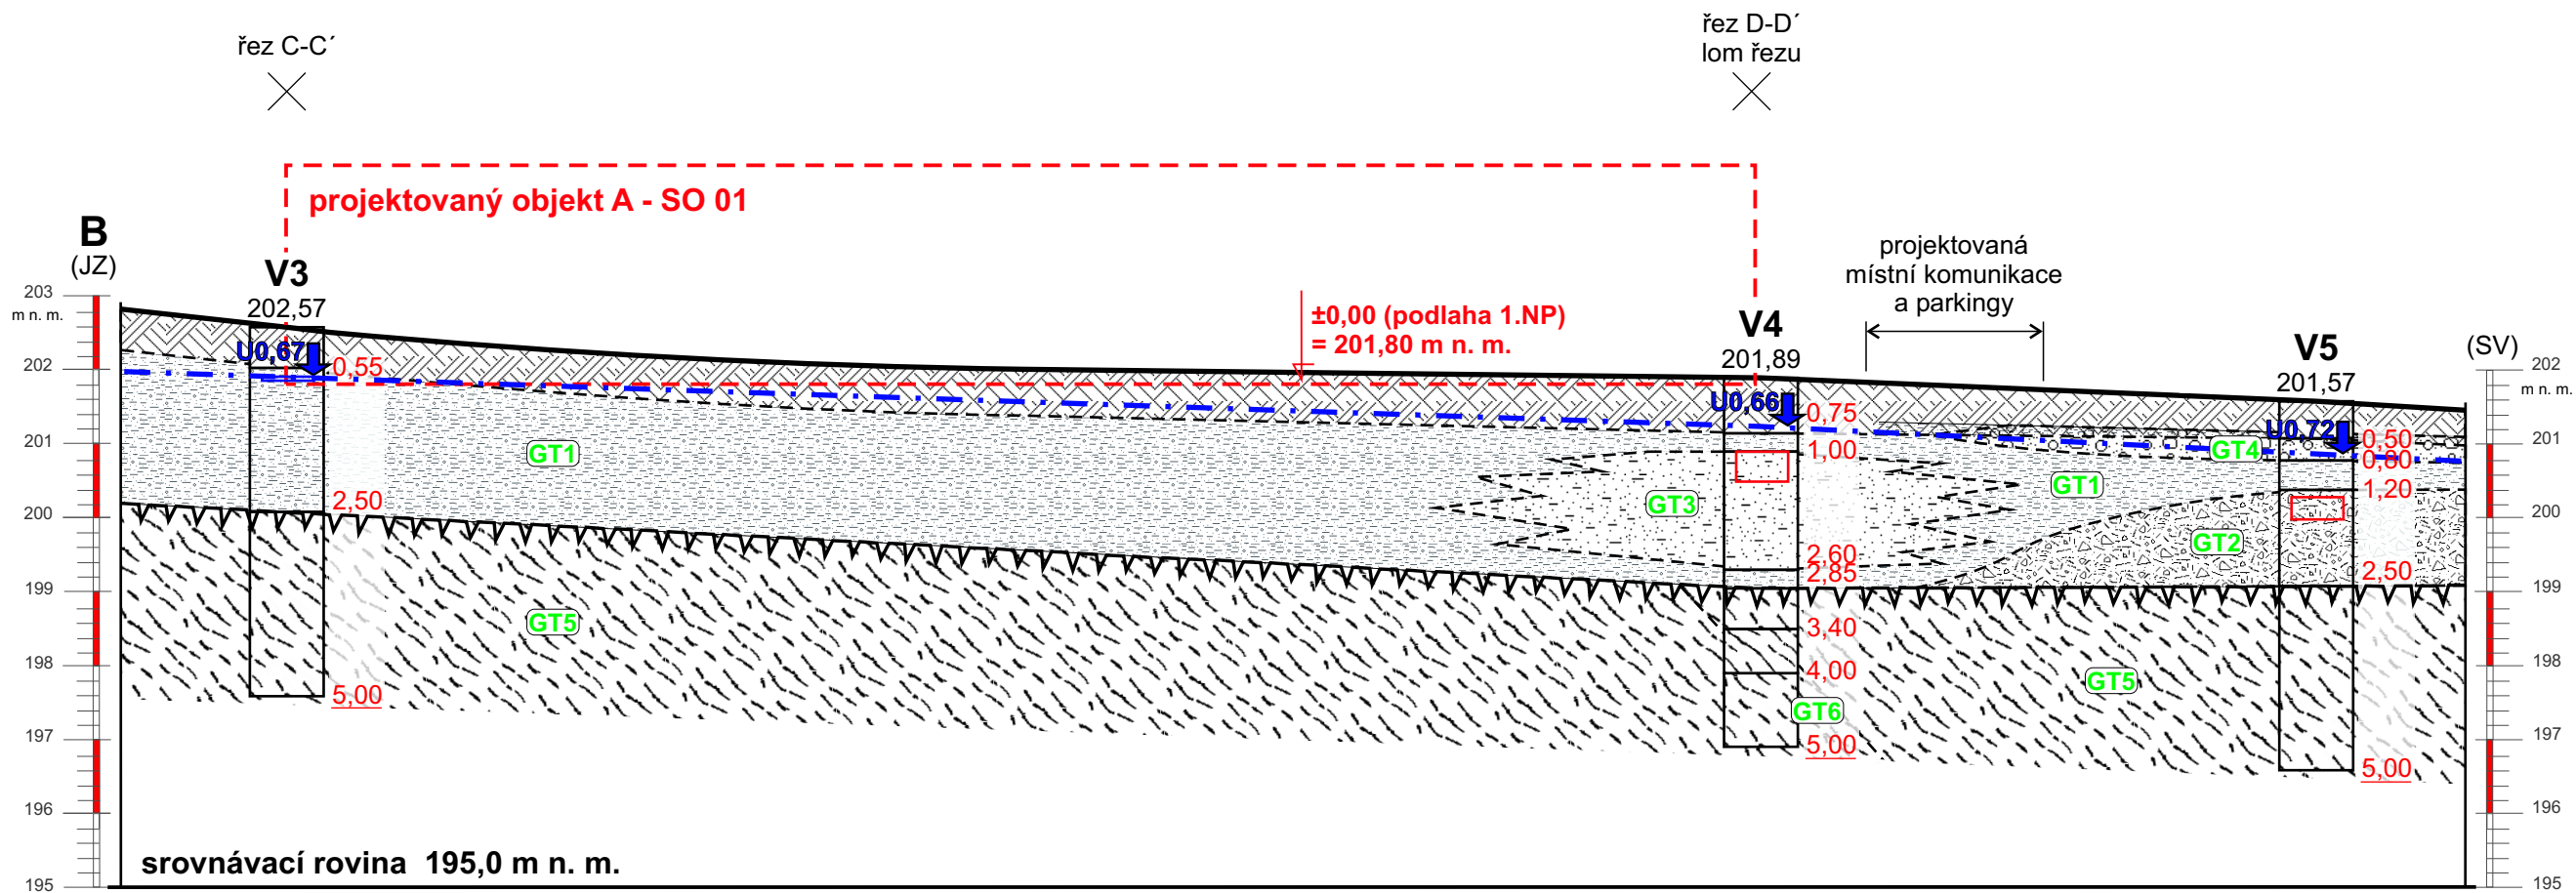 řez C-C´
řez D-D´
lom řezu
projektovaný objekt A - SO 01
B
(JZ)
V3
202,57
±0,00 (podlaha 1.NP)
= 201,80 m n. m.
V4
201,89
projektovaná
místní komunikace
a parkingy
V5
201,57
(SV)
203
m n. m.
202
201
200
199
198
197
196
195
U0,67
0,55
2,50
5,00
GT1
GT5
GT3
U0,66
0,75
1,00
2,60
2,85
3,40
4,00
5,00
GT6
GT1
GT4
GT2
GT5
U0,72
0,50
0,80
1,20
2,50
5,00
202
m n. m.
201
200
199
198
197
196
195
srovnávací rovina 195,0 m n. m.